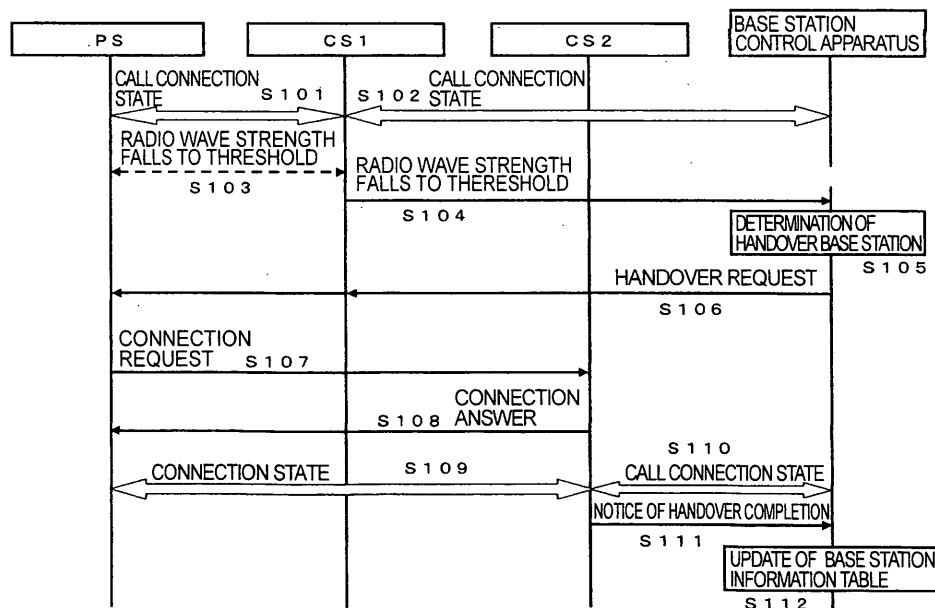 BASE STATION
CONTROL APPARATUS
PS
CS1
CS2
CALL CONNECTION
STATE
S101
S102
CALL CONNECTION
STATE
RADIO WAVE STRENGTH
FALLS TO THRESHOLD
S103
RADIO WAVE STRENGTH
FALLS TO THERESHOLD
S104
DETERMINATION OF
HANDOVER BASE STATION
S105
HANDOVER REQUEST
S106
CONNECTION
REQUEST
S107
CONNECTION
ANSWER
S108
S110
CONNECTION STATE
S109
CALL CONNECTION STATE
NOTICE OF HANDOVER COMPLETION
S111
UPDATE OF BASE STATION
INFORMATION TABLE
S112